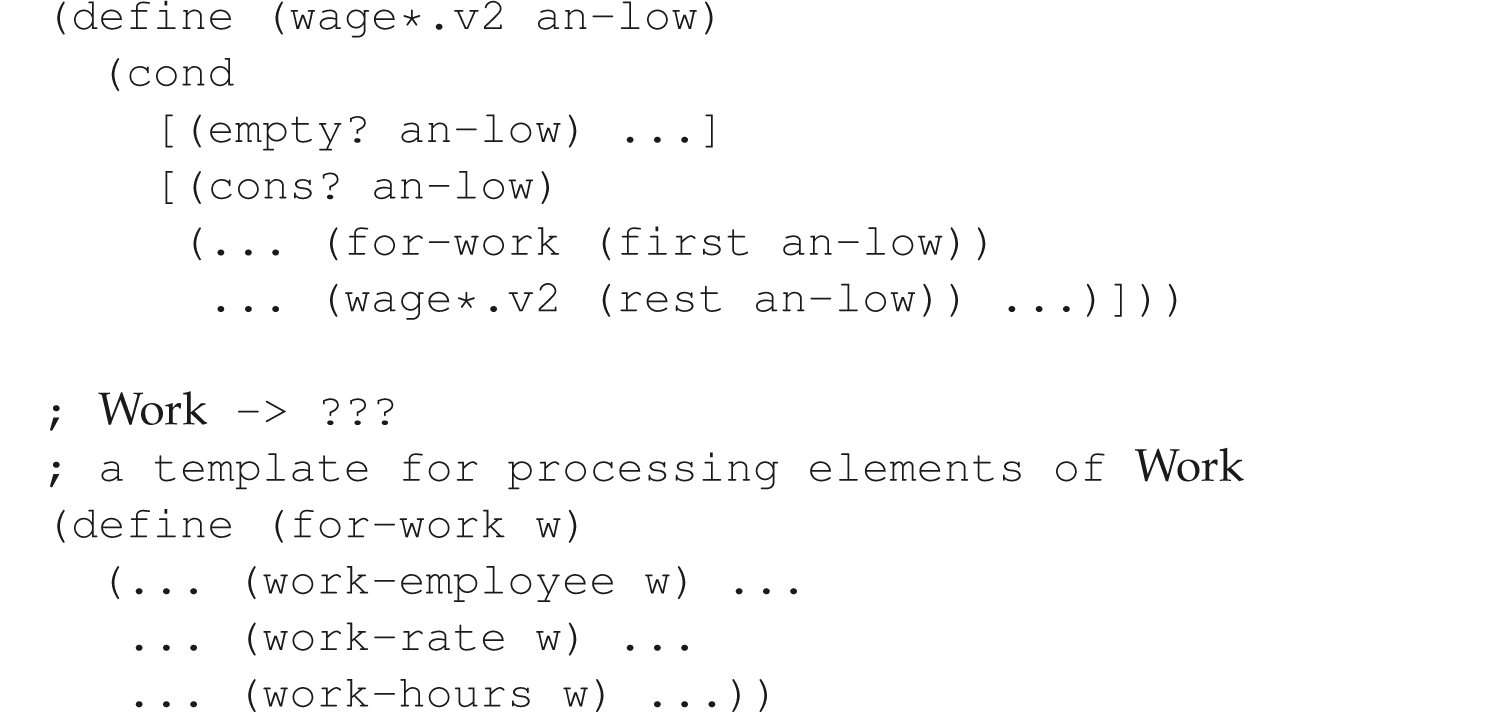 (define (wage*.v2 an-low)
  (cond
    [(empty? an-low) ...]
    [(cons? an-low)
     (... (for-work (first an-low))
      ... (wage*.v2 (rest an-low)) ...)]))

; Work -> ???
; a template for processing elements of Work
(define (for-work w)
  (... (work-employee w) ...
   ... (work-rate w) ...
   ... (work-hours w) ...))